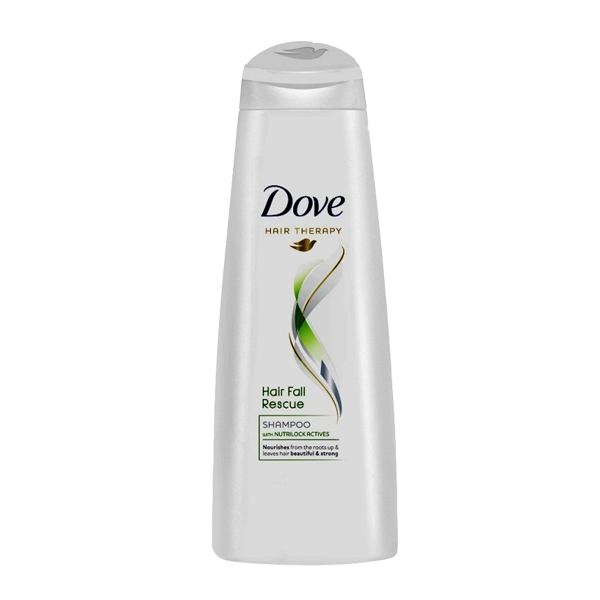 Dove
HAIR THERAPY
Hair Fall
Rescue
SHAMPOO
with NUTRILOCK ACTIVES
Nourishes from the roots up &
leaves hair beautiful & strong